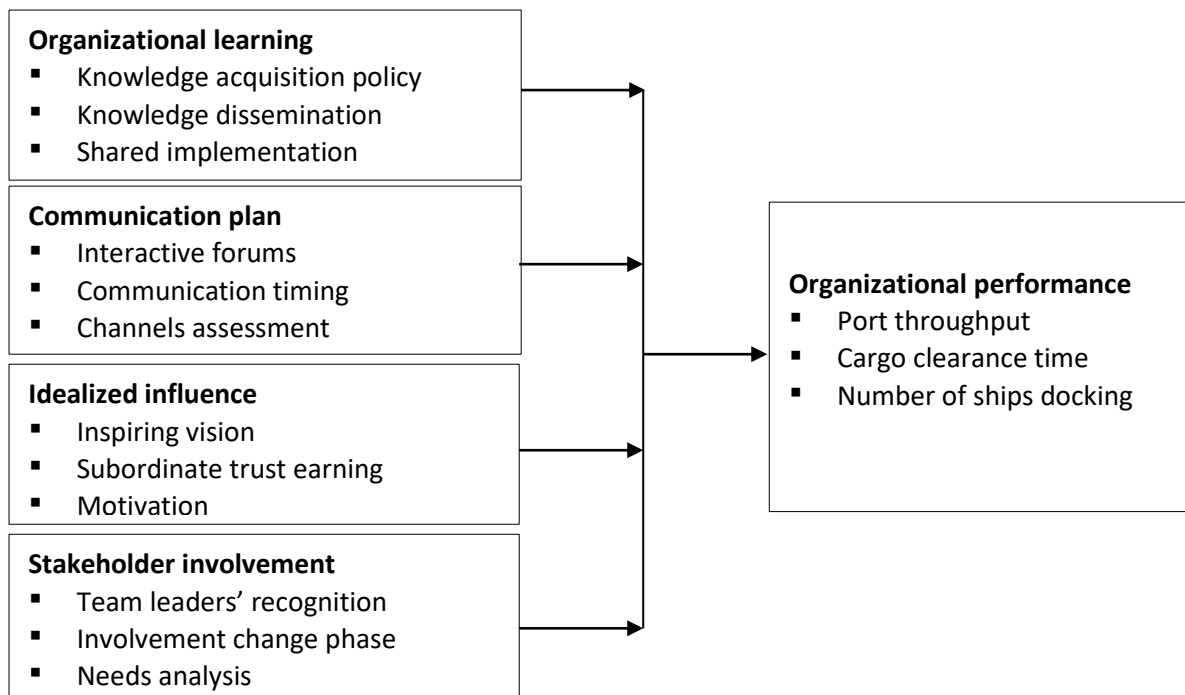 Organizational learning
▪ Knowledge acquisition policy
▪ Knowledge dissemination
▪ Shared implementation
Communication plan
▪ Interactive forums
▪ Communication timing
▪ Channels assessment
Idealized influence
▪ Inspiring vision
▪ Subordinate trust earning
▪ Motivation
Stakeholder involvement
▪ Team leaders’ recognition
▪ Involvement change phase
▪ Needs analysis
Organizational performance
▪ Port throughput
▪ Cargo clearance time
▪ Number of ships docking